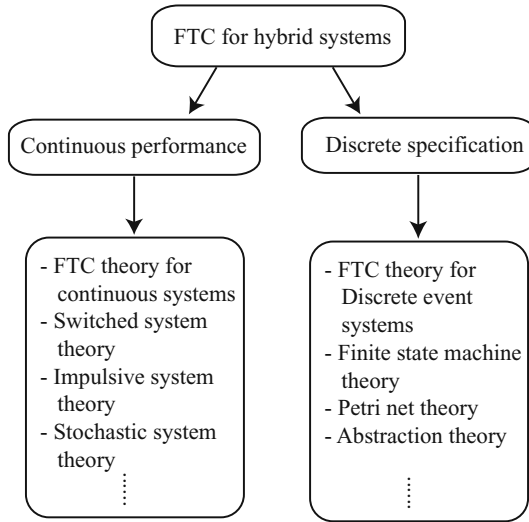 FTC for hybrid systems
Continuous performance
Discrete specification
- FTC theory for
continuous systems
- Switched system
theory
- Impulsive system
theory
- Stochastic system
theory
- FTC theory for
Discrete event
systems
- Finite state machine
theory
- Petri net theory
- Abstraction theory